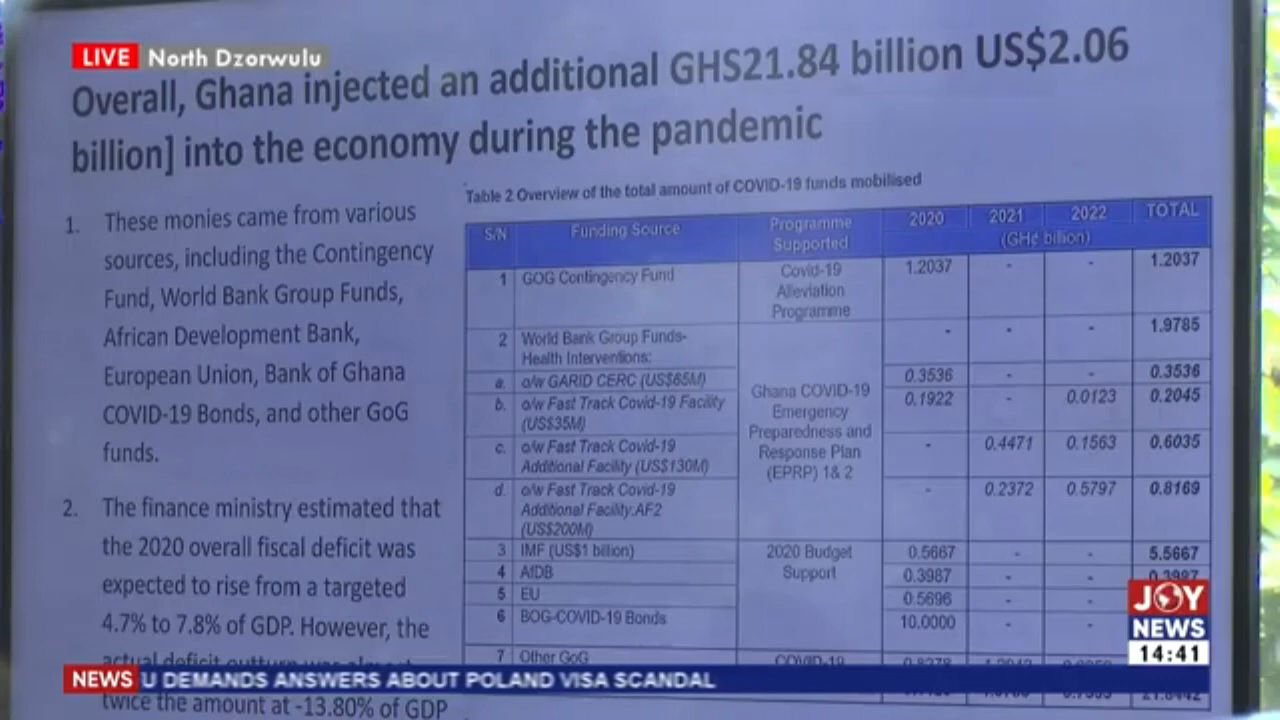 LIVE North Dzorwulu
Overall, Ghana injected an additional GHS21.84 billion US$2.06
billion] into the economy during the pandemic
1. These monies came from various
sources, including the Contingency
Fund, World Bank Group Funds,
African Development Bank,
European Union, Bank of Ghana
COVID-19 Bonds, and other GoG
funds.
2. The finance ministry estimated that
the 2020 overall fiscal deficit was
expected to rise from a targeted
4.7% to 7.8% of GDP. However, the
actual deficit outturn was almost
twice the amount at -13.80% of GDP
Table 2 Overview of the total amount of COVID-19 funds mobilised
S/N Funding Source Programme Supported 2020 2021 2022 TOTAL
(GH¢ billion)
1 GOG Contingency Fund Covid-19 Alleviation Programme 1.2037 - - 1.2037
2 World Bank Group Funds- - - - 1.9785
Health Interventions:
a. o/w GARID CERC (US$65M) 0.3536 - - 0.3536
b. o/w Fast Track Covid-19 Facility 0.1922 - 0.0123 0.2045
(US$35M)
Ghana COVID-19
Emergency
Preparedness and
Response Plan
(EPRP) 1& 2
c. o/w Fast Track Covid-19 - 0.4471 0.1563 0.6035
Additional Facility (US$130M)
d. o/w Fast Track Covid-19 - 0.2372 0.5797 0.8169
Additional Facility:AF2
(US$200M)
3 IMF (US$1 billion) 2020 Budget 0.5667 - - 5.5667
4 AfDB Support 0.3987 - - 0.3987
5 EU 0.5696 - -
6 BOG-COVID-19 Bonds 10.0000 - -
7 Other GoG COVID-19
JOY
NEWS
14:41
NEWS U DEMANDS ANSWERS ABOUT POLAND VISA SCANDAL